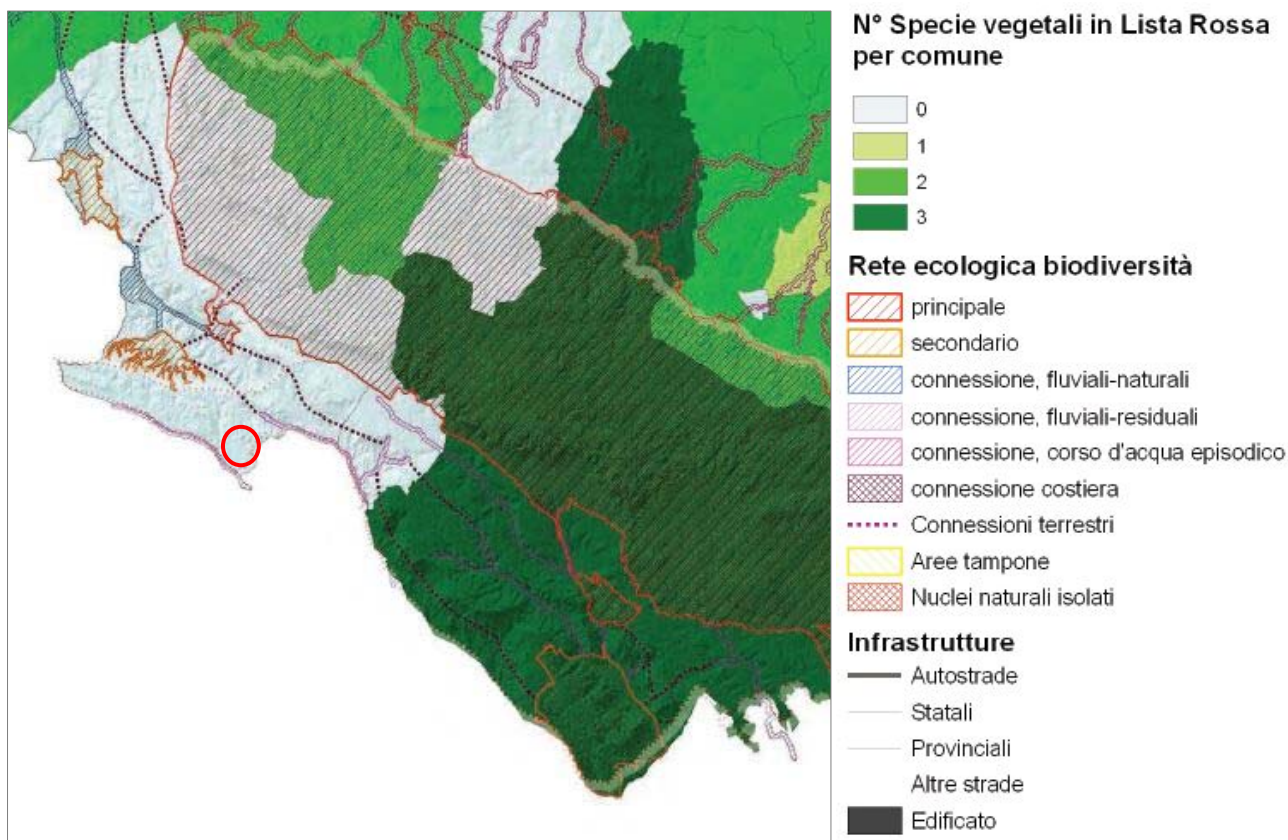 N° Specie vegetali in Lista Rossa
per comune
0
1
2
3
Rete ecologica biodiversità
principale
secondario
connessione, fluviali-naturali
connessione, fluviali-residuali
connessione, corso d'acqua episodico
connessione costiera
Connessioni terrestri
Aree tampone
Nuclei naturali isolati
Infrastrutture
Autostrade
Statali
Provinciali
Altre strade
Edificato